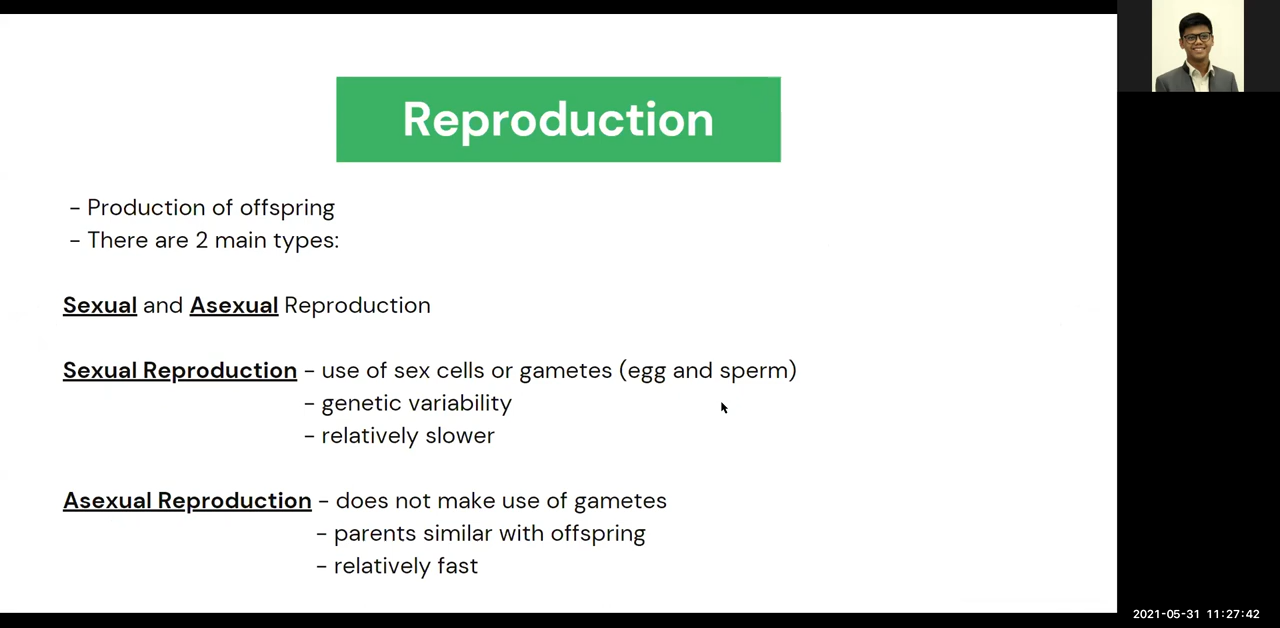 Reproduction
- Production of offspring
- There are 2 main types:
Sexual and Asexual Reproduction
Sexual Reproduction - use of sex cells or gametes (egg and sperm)
- genetic variability
- relatively slower
Asexual Reproduction - does not make use of gametes
- parents similar with offspring
- relatively fast
2021-05-31 11:27:42